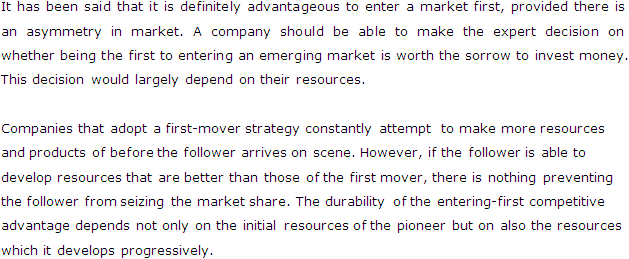 It has been said that it is definitely advantageous to enter a market first, provided there is
an asymmetry in market. A company should be able to make the expert decision on
whether being the first to entering an emerging market is worth the sorrow to invest money.
This decision would largely depend on their resources.

Companies that adopt a first-mover strategy constantly attempt to make more resources
and products of before the follower arrives on scene. However, if the follower is able to
develop resources that are better than those of the first mover, there is nothing preventing
the follower from seizing the market share. The durability of the entering-first competitive
advantage depends not only on the initial resources of the pioneer but on also the resources
which it develops progressively.